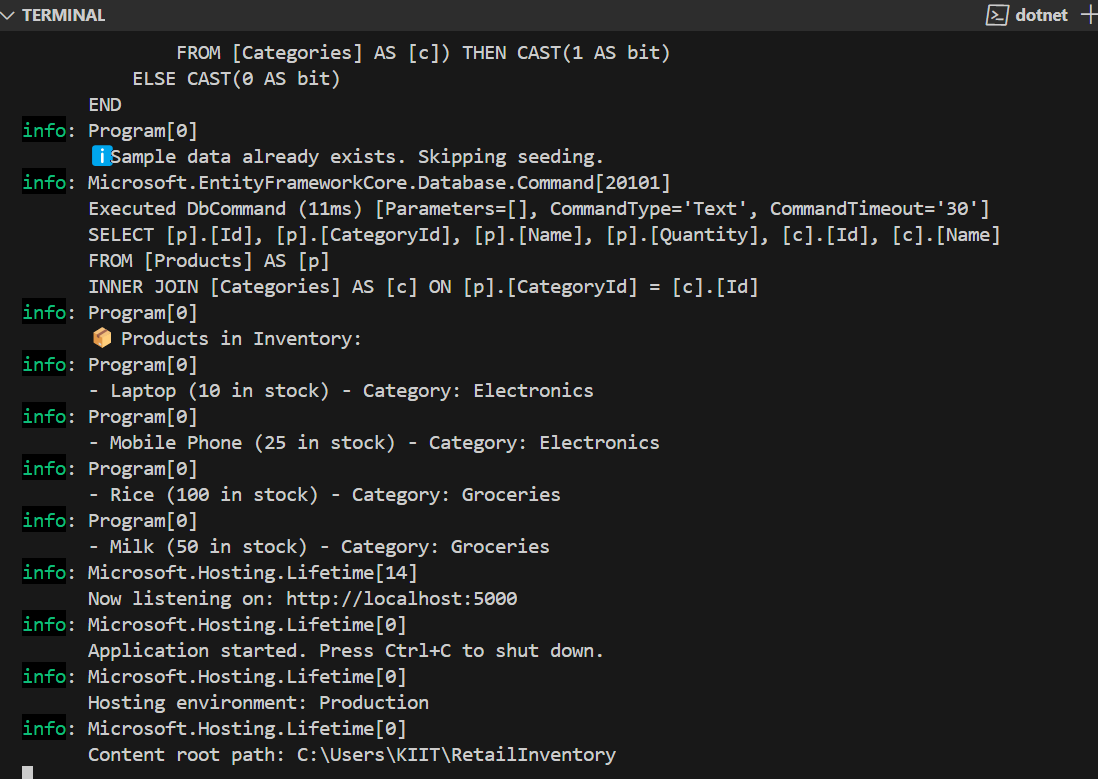 TERMINAL
dotnet
FROM [Categories] AS [c]) THEN CAST(1 AS bit)
ELSE CAST(0 AS bit)
END
info: Program[0]
ℹ️Sample data already exists. Skipping seeding.
info: Microsoft.EntityFrameworkCore.Database.Command[20101]
Executed DbCommand (11ms) [Parameters=[], CommandType='Text', CommandTimeout='30']
SELECT [p].[Id], [p].[CategoryId], [p].[Name], [p].[Quantity], [c].[Id], [c].[Name]
FROM [Products] AS [p]
INNER JOIN [Categories] AS [c] ON [p].[CategoryId] = [c].[Id]
info: Program[0]
📦 Products in Inventory:
info: Program[0]
- Laptop (10 in stock) - Category: Electronics
info: Program[0]
- Mobile Phone (25 in stock) - Category: Electronics
info: Program[0]
- Rice (100 in stock) - Category: Groceries
info: Program[0]
- Milk (50 in stock) - Category: Groceries
info: Microsoft.Hosting.Lifetime[14]
Now listening on: http://localhost:5000
info: Microsoft.Hosting.Lifetime[0]
Application started. Press Ctrl+C to shut down.
info: Microsoft.Hosting.Lifetime[0]
Hosting environment: Production
info: Microsoft.Hosting.Lifetime[0]
Content root path: C:\Users\KIIT\RetailInventory